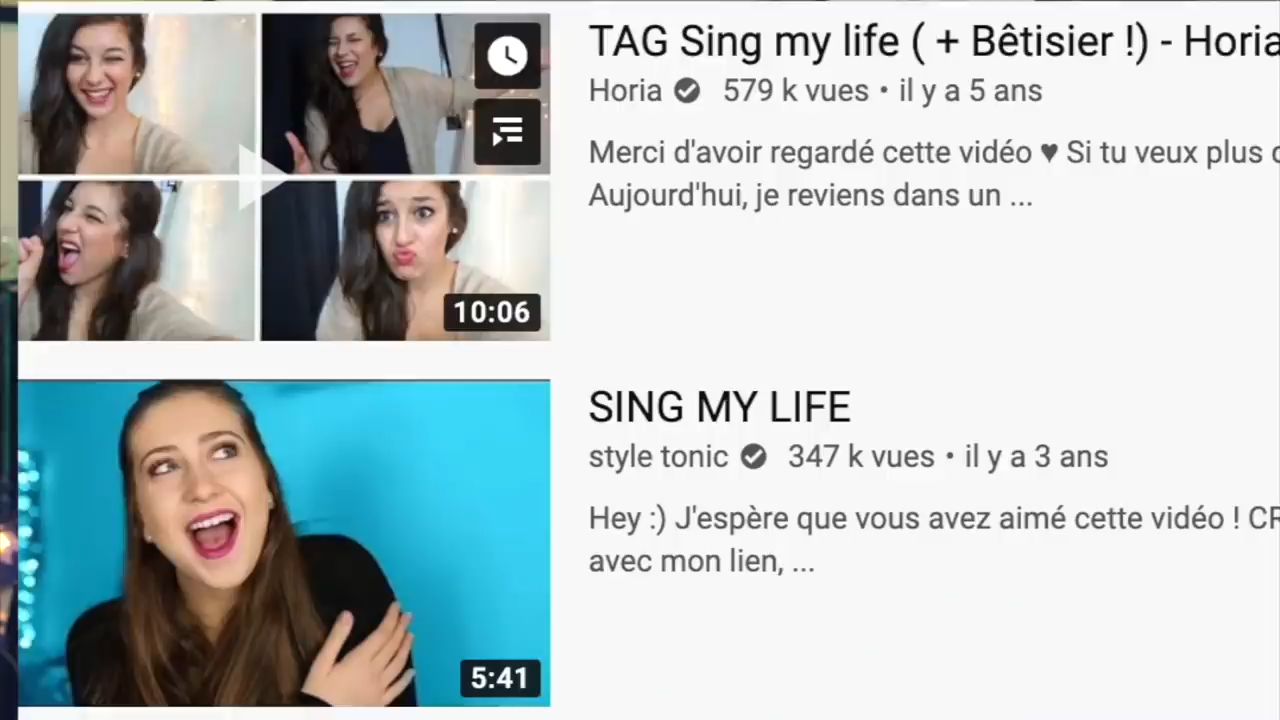 TAG Sing my life ( + Bêtisier !) - Horia
Horia 579 k vues • il y a 5 ans
Merci d'avoir regardé cette vidéo ♥ Si tu veux plus
Aujourd'hui, je reviens dans un ...
10:06
SING MY LIFE
style tonic 347 k vues • il y a 3 ans
Hey :) J'espère que vous avez aimé cette vidéo !
avec mon lien, ...
5:41